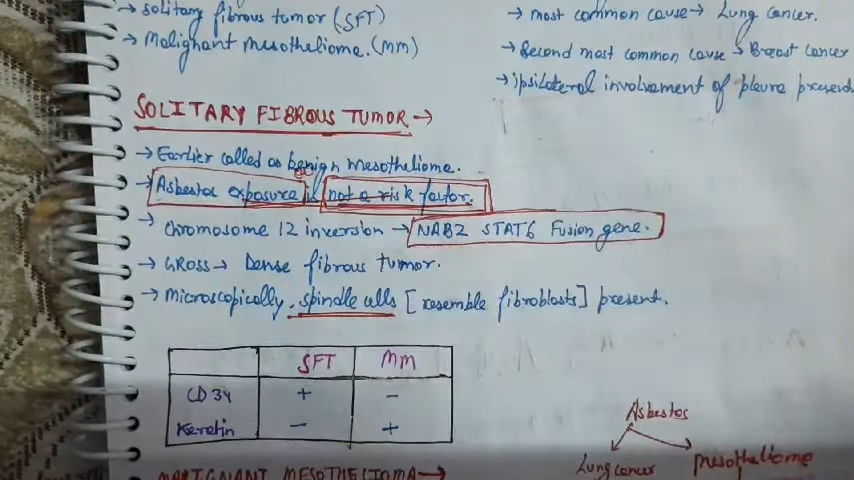 → Solitary fibrous tumor (SFT)
→ Malignant Mesothelioma. (MM)
→ most common cause → Lung cancer.
→ Second most common cause → Breast cancer
→ ipsilateral involvement of pleura present
SOLITARY FIBROUS TUMOR →
→ Earlier called as benign mesothelioma.
→ Asbestos exposure is not a risk factor.
→ Chromosome 12 inversion → NAB2 STAT6 Fusion gene.
→ GROSS → Dense fibrous tumor.
→ Microscopically, spindle cells [resemble fibroblasts] present.
SFT MM
CD34 + -
Keratin - +
Asbestos
Lung cancer Mesothelioma
MALIGNANT MESOTHELIOMA →